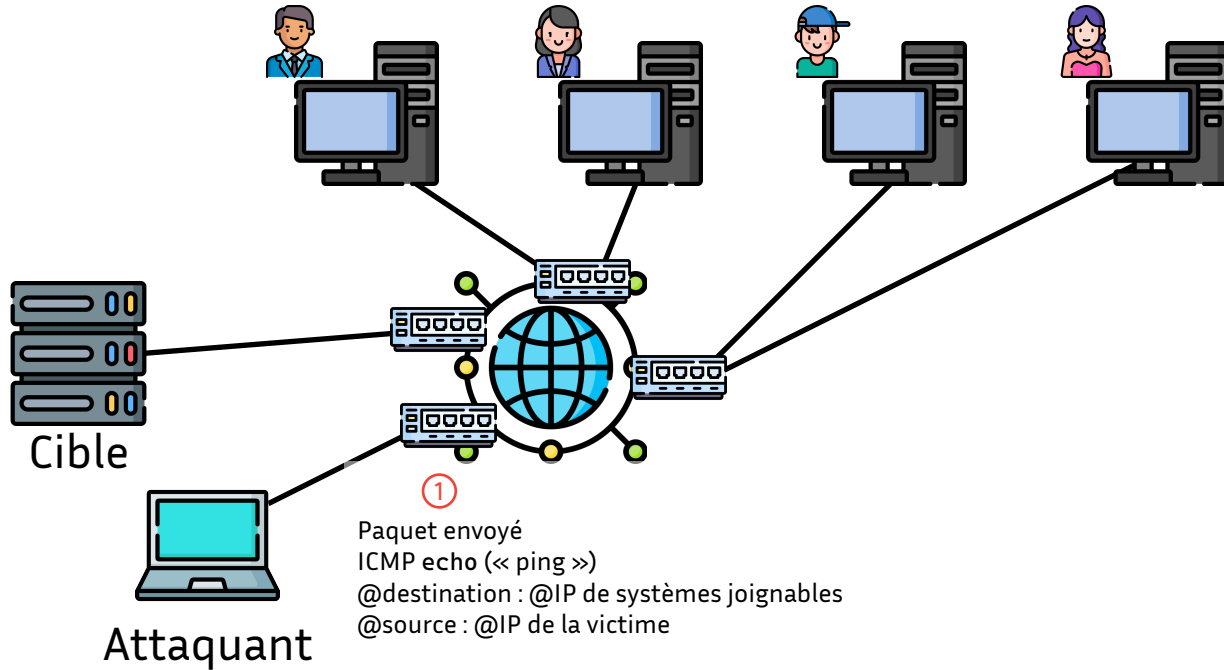 Cible
Attaquant
1
Paquet envoyé
ICMP echo (« ping »)
@destination : @IP de systèmes joignables
@source : @IP de la victime